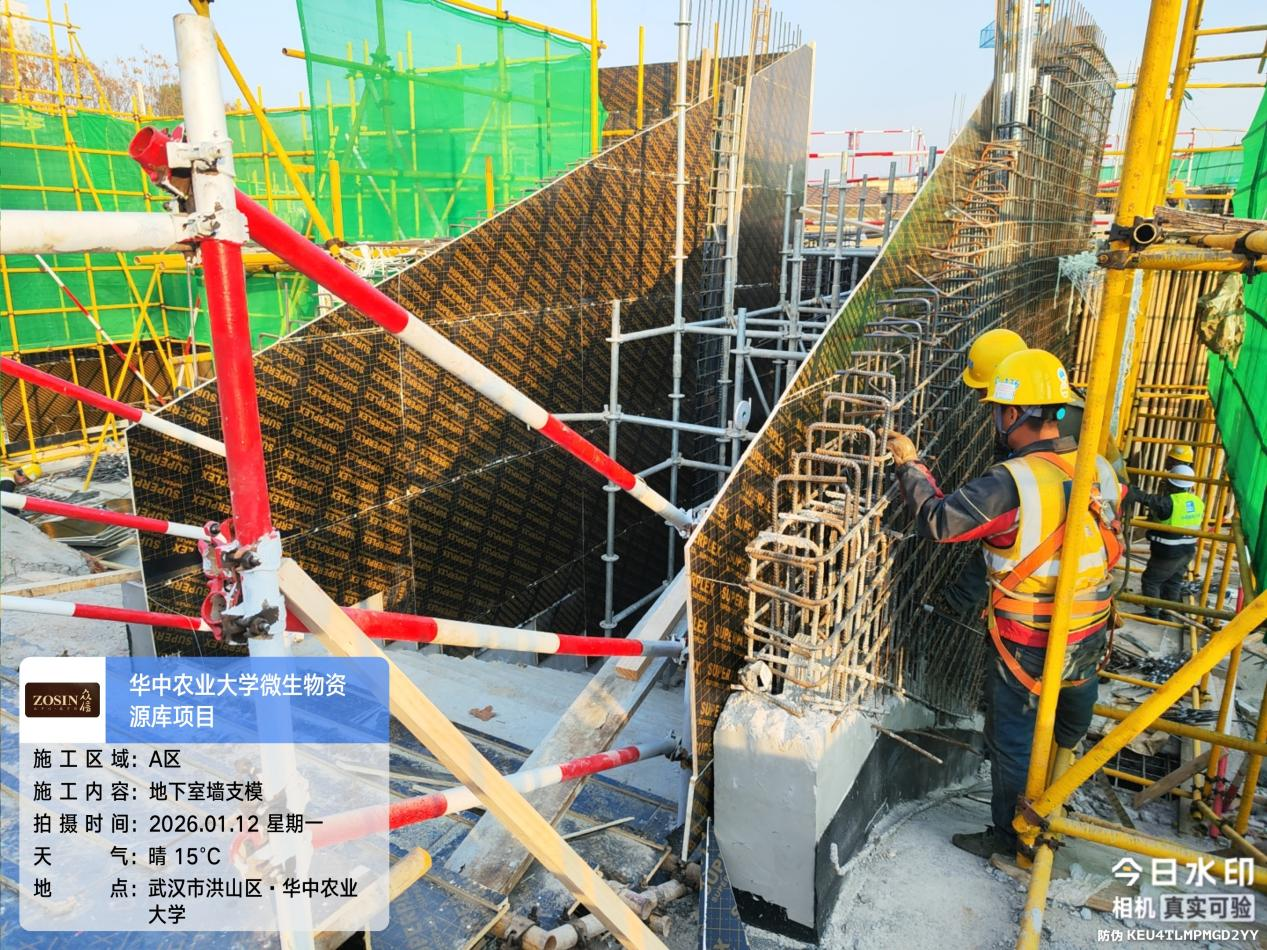 SUPERPLEX
ZOSIN 众信
华中农业大学微生物资
源库项目
施工区域：A区
施工内容：地下室墙支模
拍摄时间：2026.01.12 星期一
天气：晴 15°C
地点：武汉市洪山区·华中农业
大学
今日水印
相机 真实可验
防伪 KEU4TLMPMGD2YY